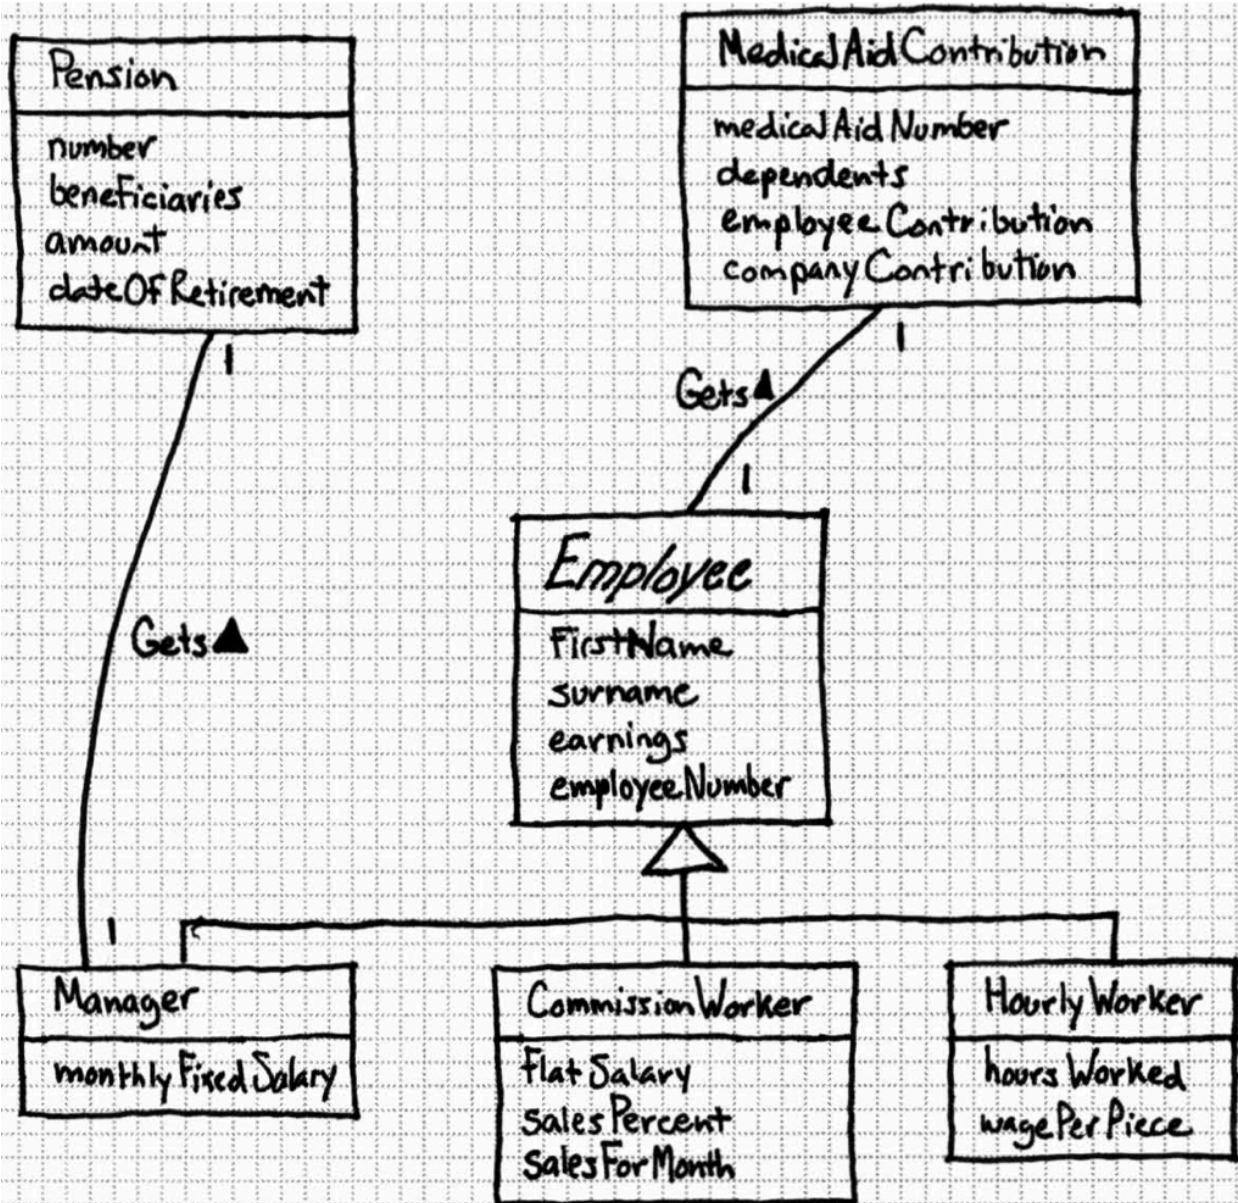 Pension
number
beneficiaries
amount
dateOfRetirement
1
Gets▲
1
MedicalAidContribution
medicalAidNumber
dependents
employeeContribution
companyContribution
1
Gets▲
1
Employee
firstName
surname
earnings
employeeNumber
Manager
monthlyFixedSalary
CommissionWorker
flatSalary
salesPercent
salesForMonth
HourlyWorker
hoursWorked
wagePerPiece